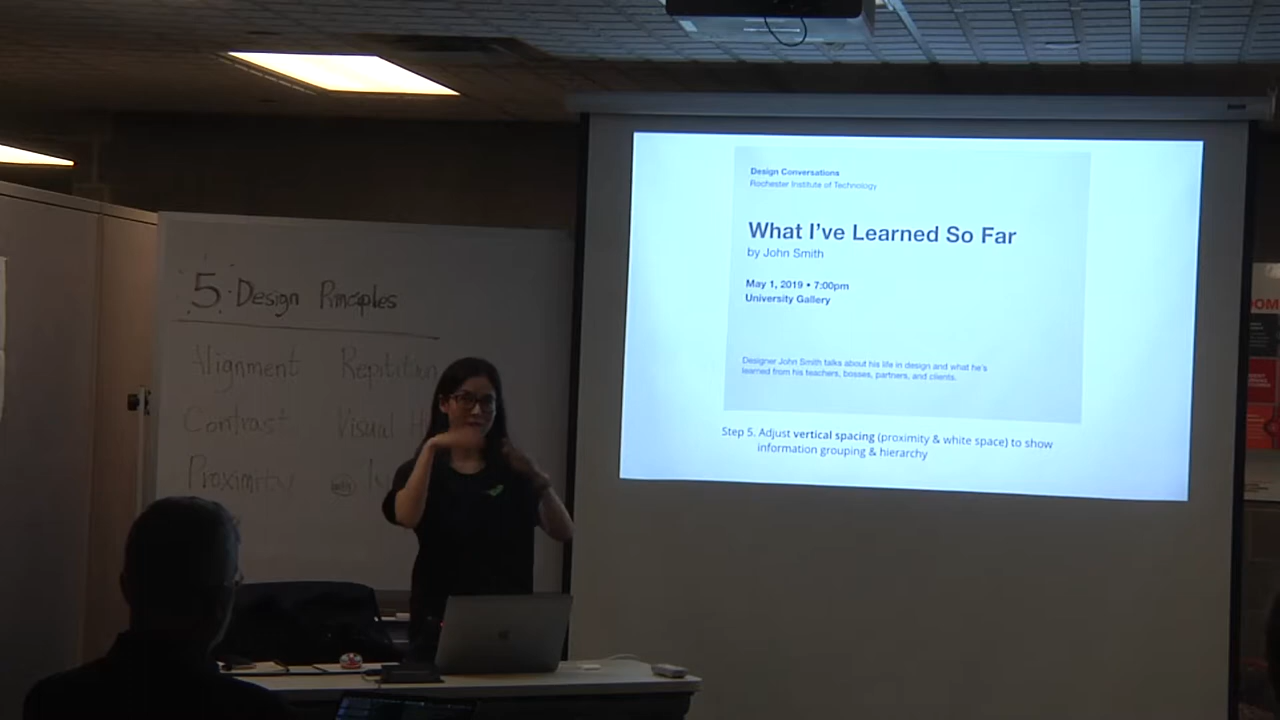 5 Design Principles
Alignment Reptition
Contrast Visual
Proximity
Design Conversations
Rochester Institute of Technology
What I've Learned So Far
by John Smith
May 1, 2019 • 7:00pm
University Gallery
Designer John Smith talks about his life in design and what he's
learned from his teachers, bosses, partners, and clients.
Step 5. Adjust vertical spacing (proximity & white space) to show
information grouping & hierarchy